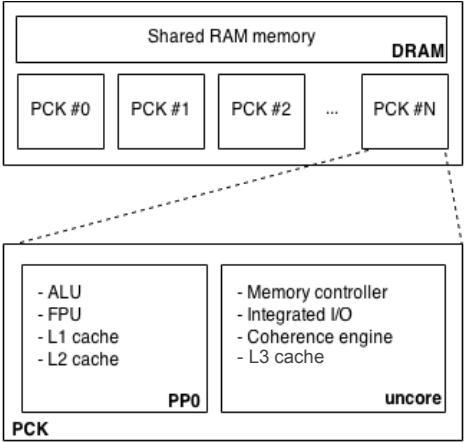 Shared RAM memory
DRAM
PCK #0
PCK #1
PCK #2
...
PCK #N
- ALU
- FPU
- L1 cache
- L2 cache
PP0
- Memory controller
- Integrated I/O
- Coherence engine
- L3 cache
uncore
PCK